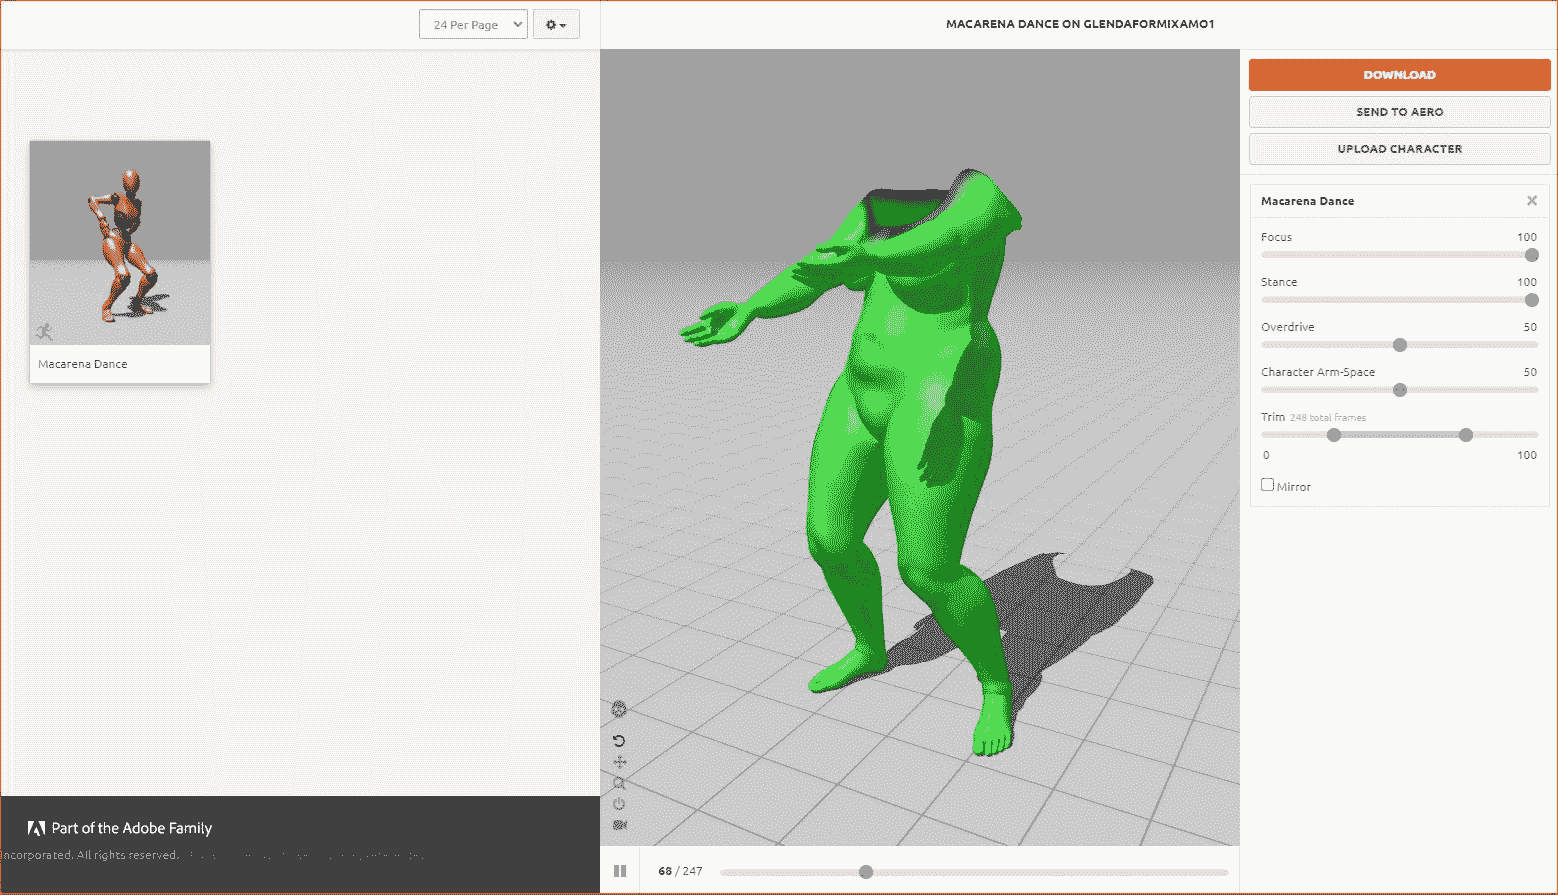 24 Per Page
MACARENA DANCE ON GLENDAFORMIXAMO1
DOWNLOAD
SEND TO AERO
UPLOAD CHARACTER
Macarena Dance
Focus 100
Stance 100
Overdrive 50
Character Arm-Space 50
Trim 248 total frames
0 100
Mirror
Macarena Dance
Part of the Adobe Family
incorporated. All rights reserved.
68 / 247